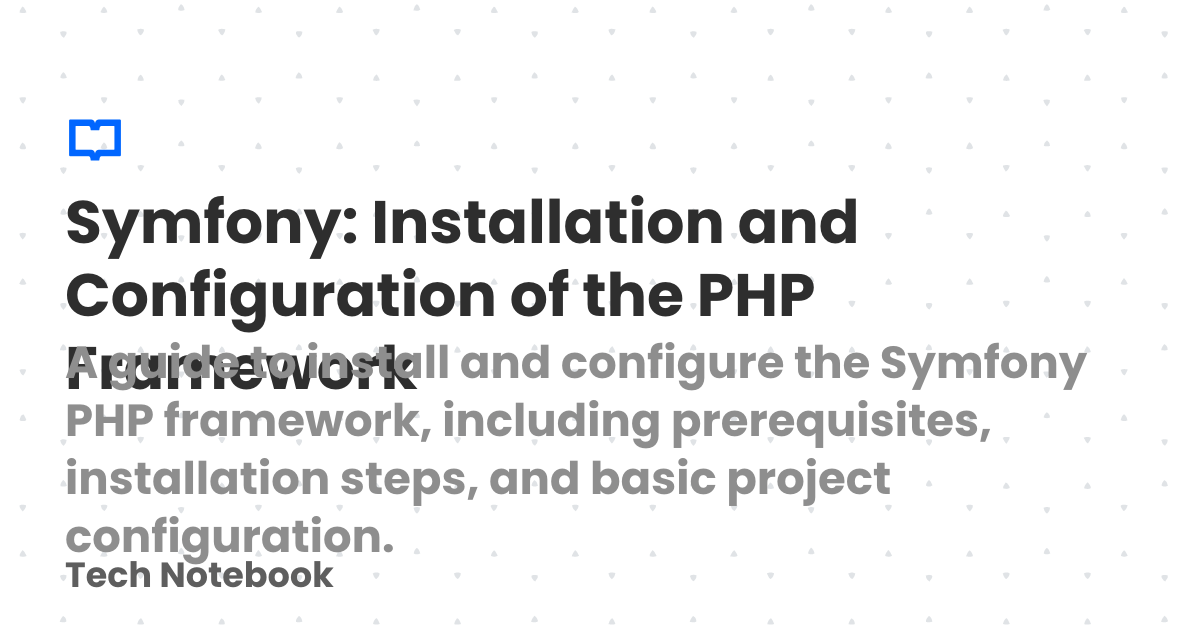 Symfony: Installation and
Configuration of the PHP
Framework
A guide to install and configure the Symfony
PHP framework, including prerequisites,
installation steps, and basic project
configuration.
Tech Notebook